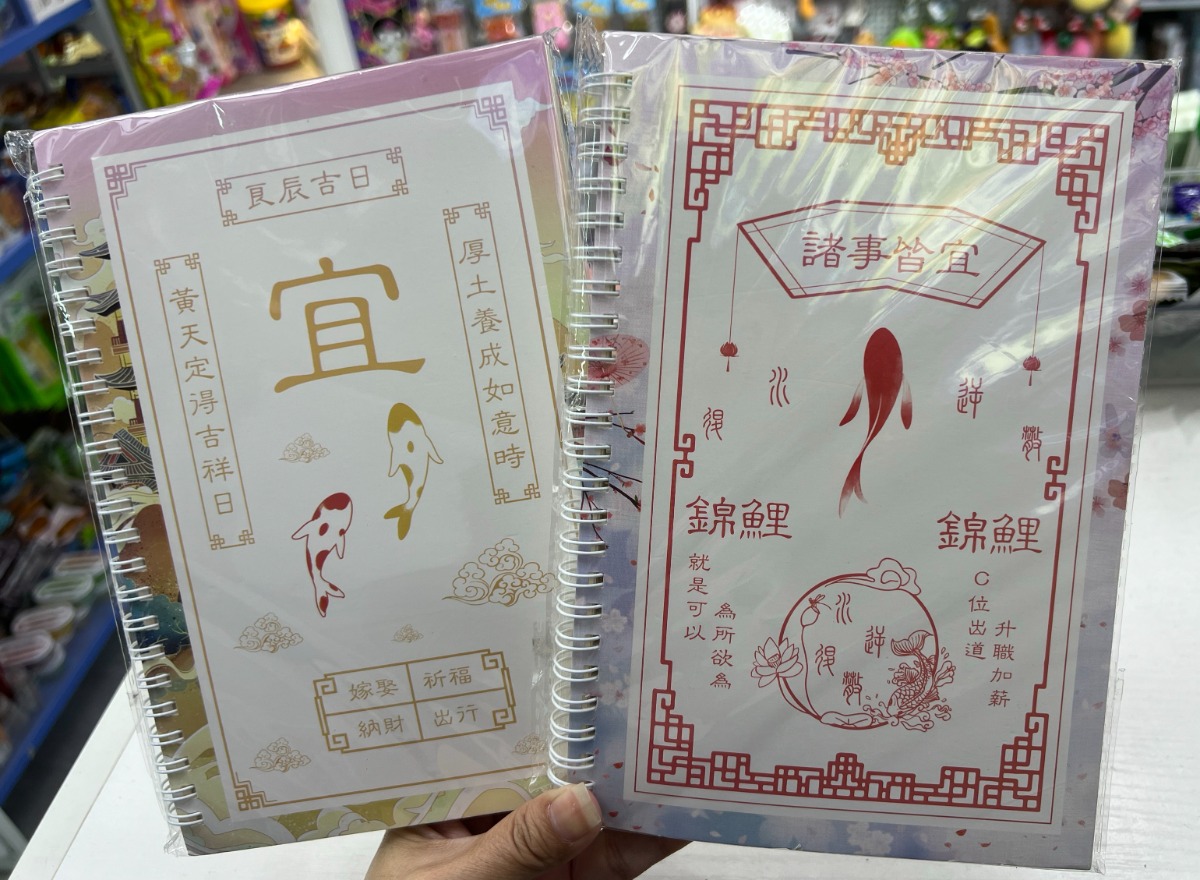 良辰吉日
宜
厚土養成如意時
黃天定得吉祥日
嫁娶
祈福
納財
出行
諸事皆宜
錦鯉
就是可以
為所欲為
錦鯉
C位出道
升職加薪